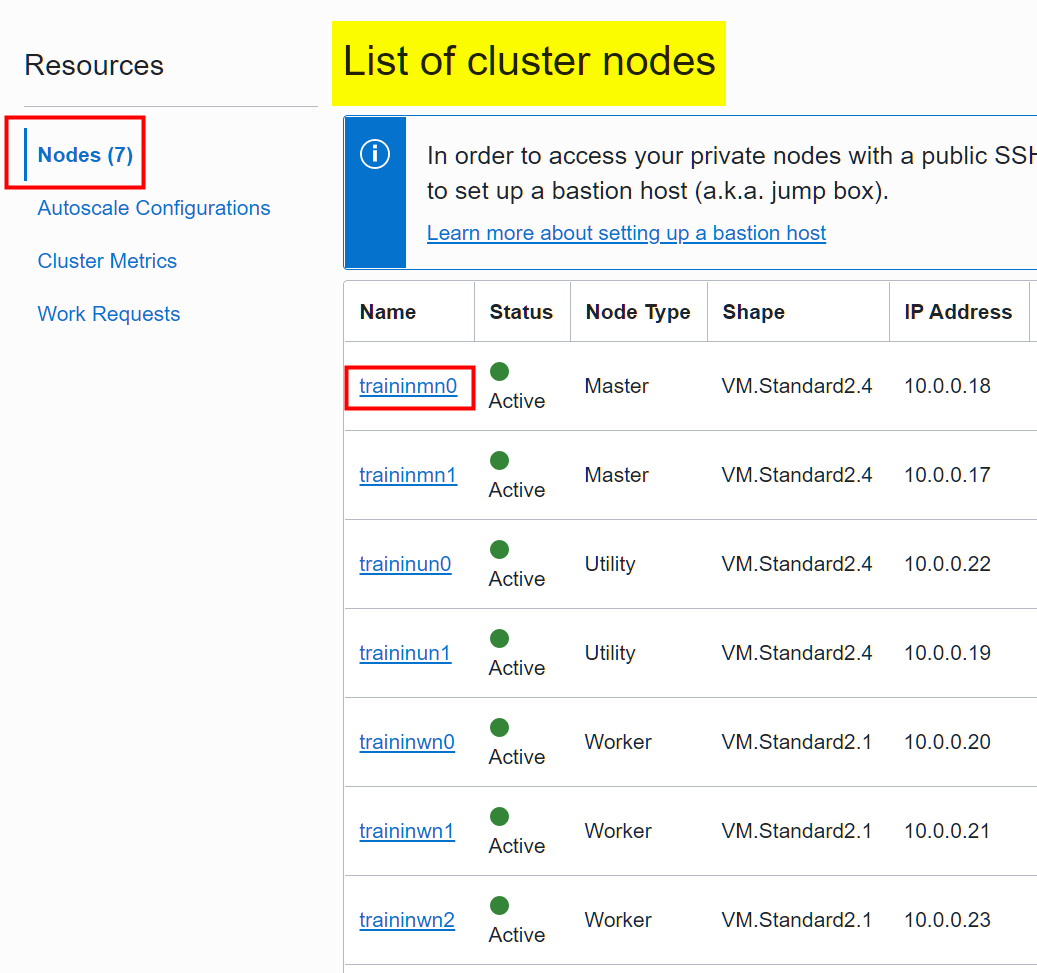 Resources
Nodes (7)
Autoscale Configurations
Cluster Metrics
Work Requests
List of cluster nodes
In order to access your private nodes with a public SSH
to set up a bastion host (a.k.a. jump box).
Learn more about setting up a bastion host
Name Status Node Type Shape IP Address
traininmn0 Active Master VM.Standard2.4 10.0.0.18
traininmn1 Active Master VM.Standard2.4 10.0.0.17
traininun0 Active Utility VM.Standard2.4 10.0.0.22
traininun1 Active Utility VM.Standard2.4 10.0.0.19
traininwn0 Active Worker VM.Standard2.1 10.0.0.20
traininwn1 Active Worker VM.Standard2.1 10.0.0.21
traininwn2 Active Worker VM.Standard2.1 10.0.0.23